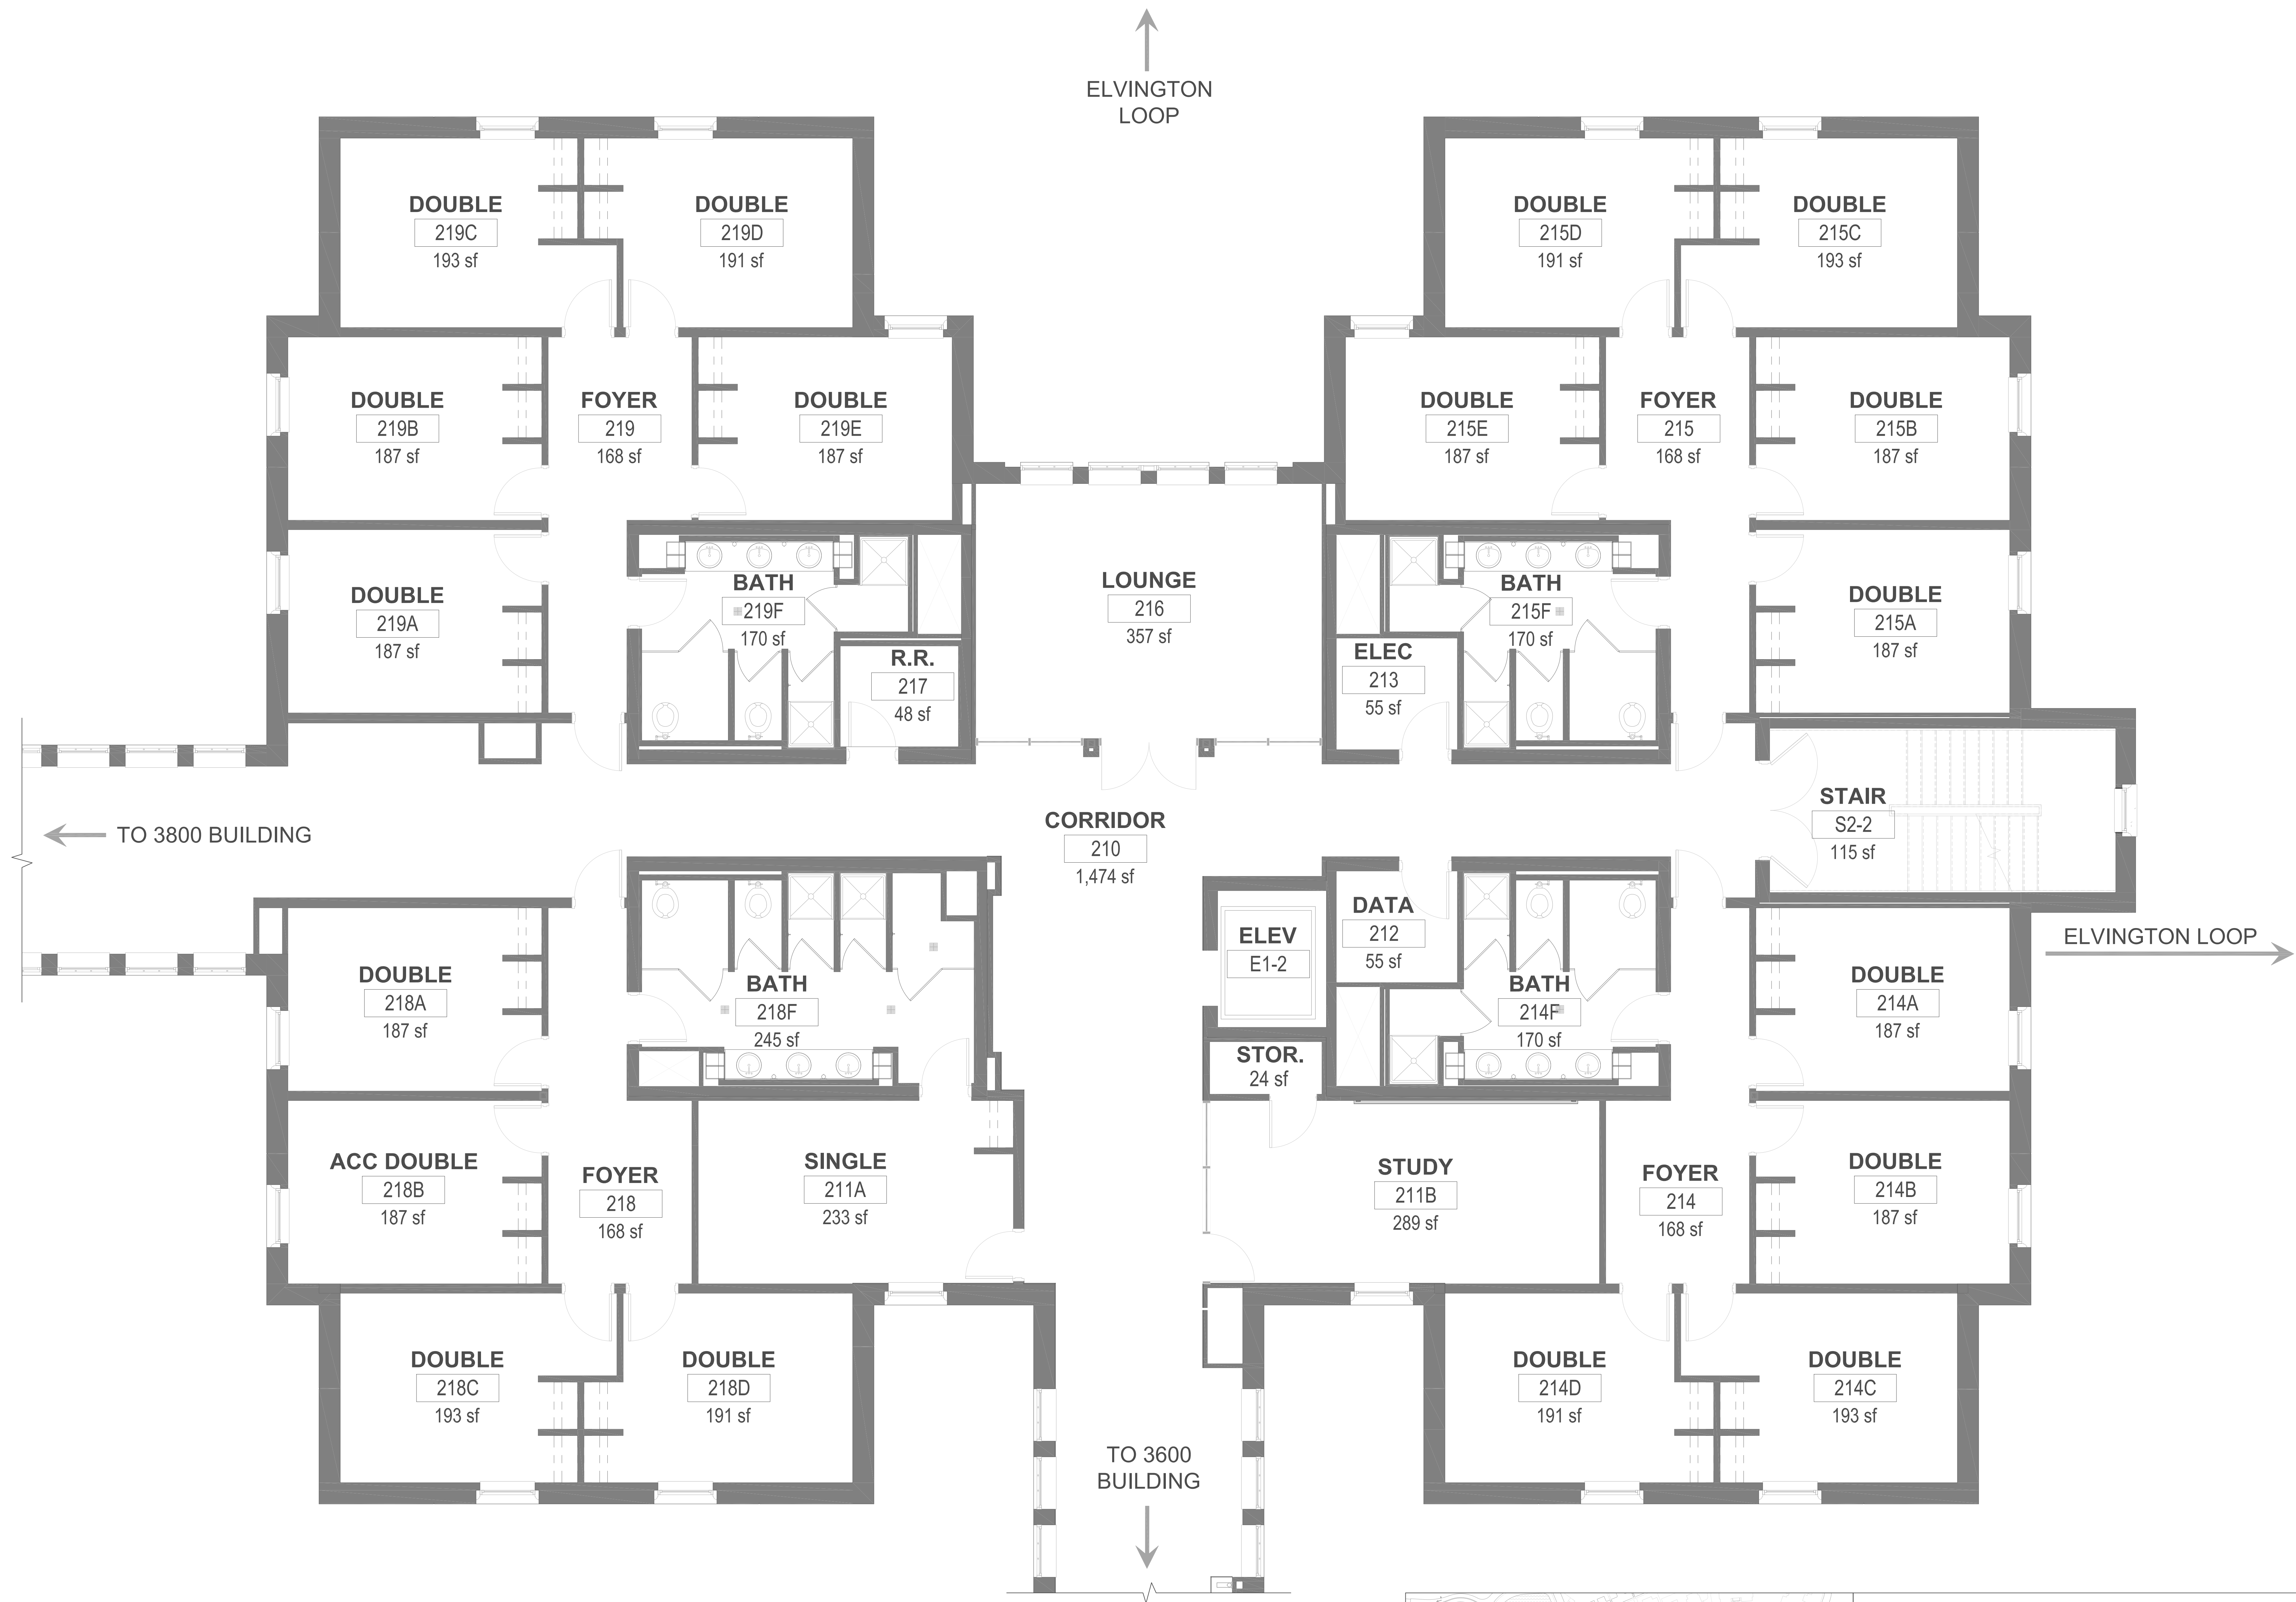 ELVINGTON
LOOP
DOUBLE
219C
193 sf
DOUBLE
219D
191 sf
DOUBLE
215D
191 sf
DOUBLE
215C
193 sf
DOUBLE
219B
187 sf
FOYER
219
168 sf
DOUBLE
219E
187 sf
DOUBLE
215E
187 sf
FOYER
215
168 sf
DOUBLE
215B
187 sf
DOUBLE
219A
187 sf
BATH
219F
170 sf
R.R.
217
48 sf
LOUNGE
216
357 sf
ELEC
213
55 sf
BATH
215F
170 sf
DOUBLE
215A
187 sf
TO 3800 BUILDING
CORRIDOR
210
1,474 sf
STAIR
S2-2
115 sf
ELVINGTON LOOP
DOUBLE
218A
187 sf
BATH
218F
245 sf
ELEV
E1-2
DATA
212
55 sf
BATH
214F
170 sf
DOUBLE
214A
187 sf
STOR.
24 sf
ACC DOUBLE
218B
187 sf
FOYER
218
168 sf
SINGLE
211A
233 sf
STUDY
211B
289 sf
FOYER
214
168 sf
DOUBLE
214B
187 sf
DOUBLE
218C
193 sf
DOUBLE
218D
191 sf
DOUBLE
214D
191 sf
DOUBLE
214C
193 sf
TO 3600
BUILDING